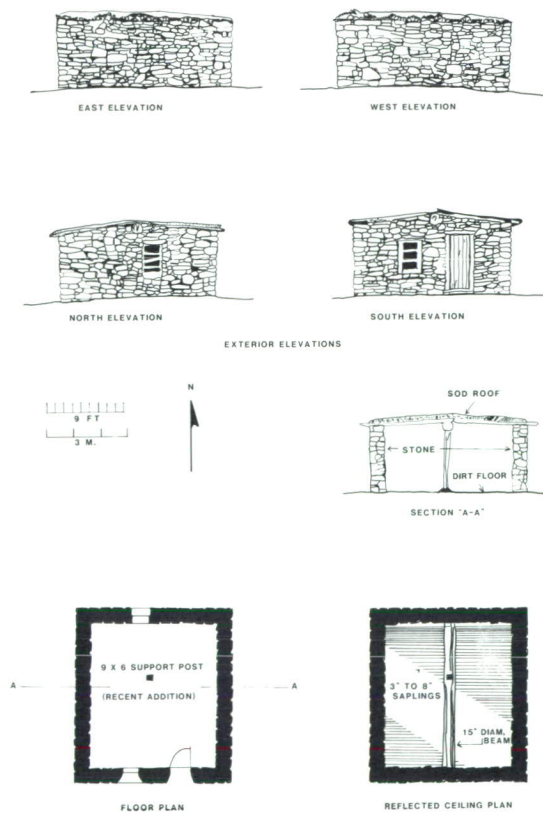 EAST ELEVATION
WEST ELEVATION
NORTH ELEVATION
SOUTH ELEVATION
EXTERIOR ELEVATIONS
9 FT
3 M.
N
SOD ROOF
STONE
DIRT FLOOR
SECTION "A-A"
9 X 6 SUPPORT POST
A
A
(RECENT ADDITION)
3" TO 8"
SAPLINGS
15" DIAM.
BEAM
FLOOR PLAN
REFLECTED CEILING PLAN